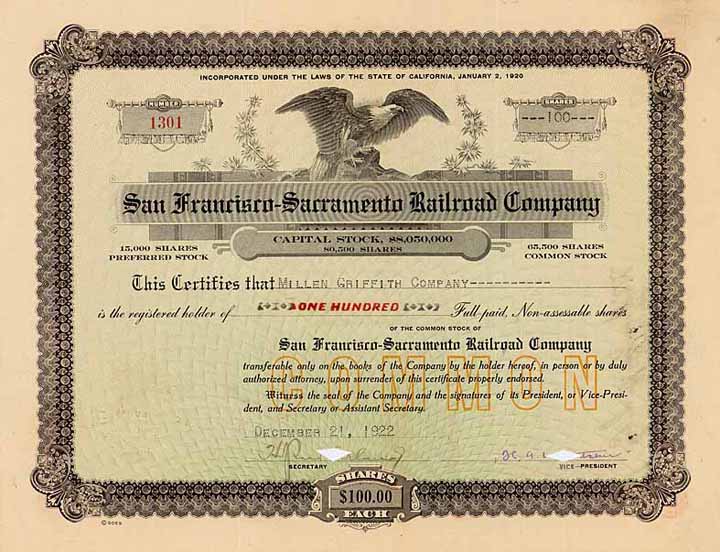 INCORPORATED UNDER THE LAWS OF THE STATE OF CALIFORNIA, JANUARY 2, 1920
NUMBER
1301
SHARES
---100---
San Francisco-Sacramento Railroad Company
CAPITAL STOCK, $8,050,000
80,500 SHARES
15,000 SHARES
PREFERRED STOCK
65,500 SHARES
COMMON STOCK
This Certifies that MILLEN GRIFFITH COMPANY----------
is the registered holder of ONE HUNDRED Full-paid, Non-assessable shares
OF THE COMMON STOCK OF
San Francisco-Sacramento Railroad Company
COMMON
transferable only on the books of the Company by the holder hereof, in person or by duly
authorized attorney, upon surrender of this certificate properly endorsed.
Witness the seal of the Company and the signatures of its President, or Vice-Presi-
dent, and Secretary or Assistant Secretary.
DECEMBER 21, 1922
SECRETARY
VICE-PRESIDENT
SHARES
$100.00
EACH
© GOES